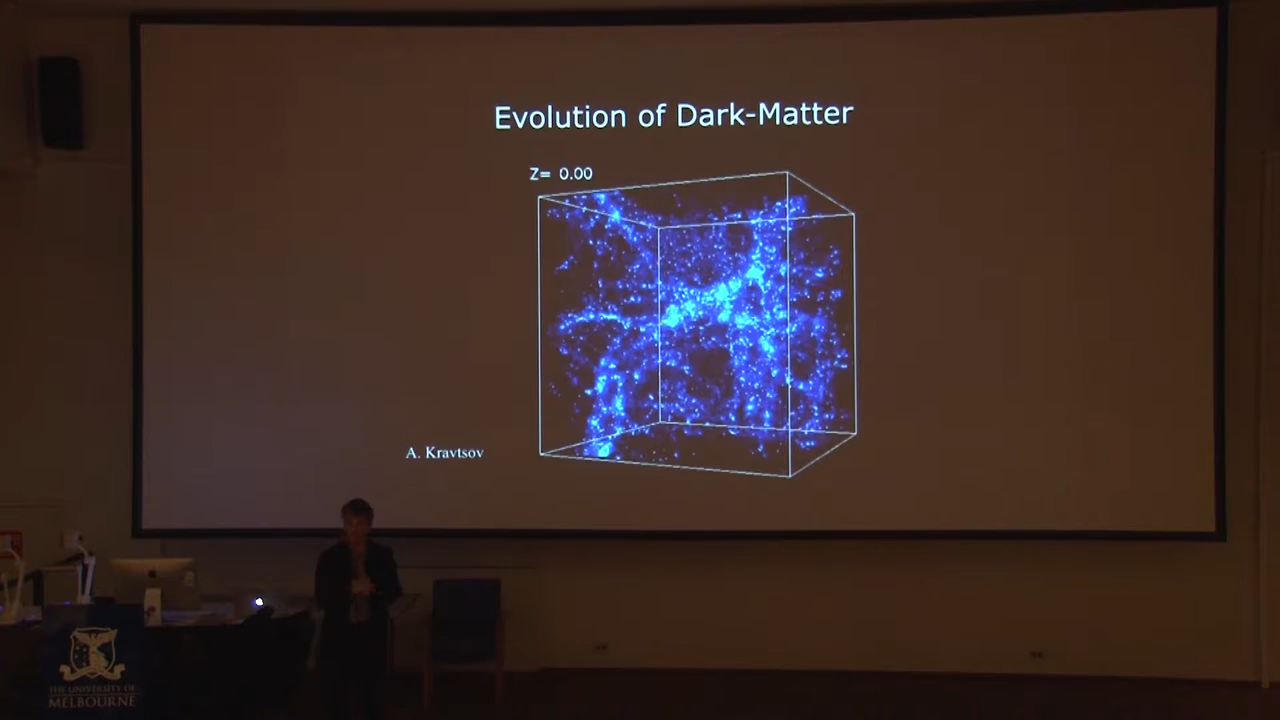 Evolution of Dark-Matter
Z= 0.00
A. Kravtsov
THE UNIVERSITY OF
MELBOURNE